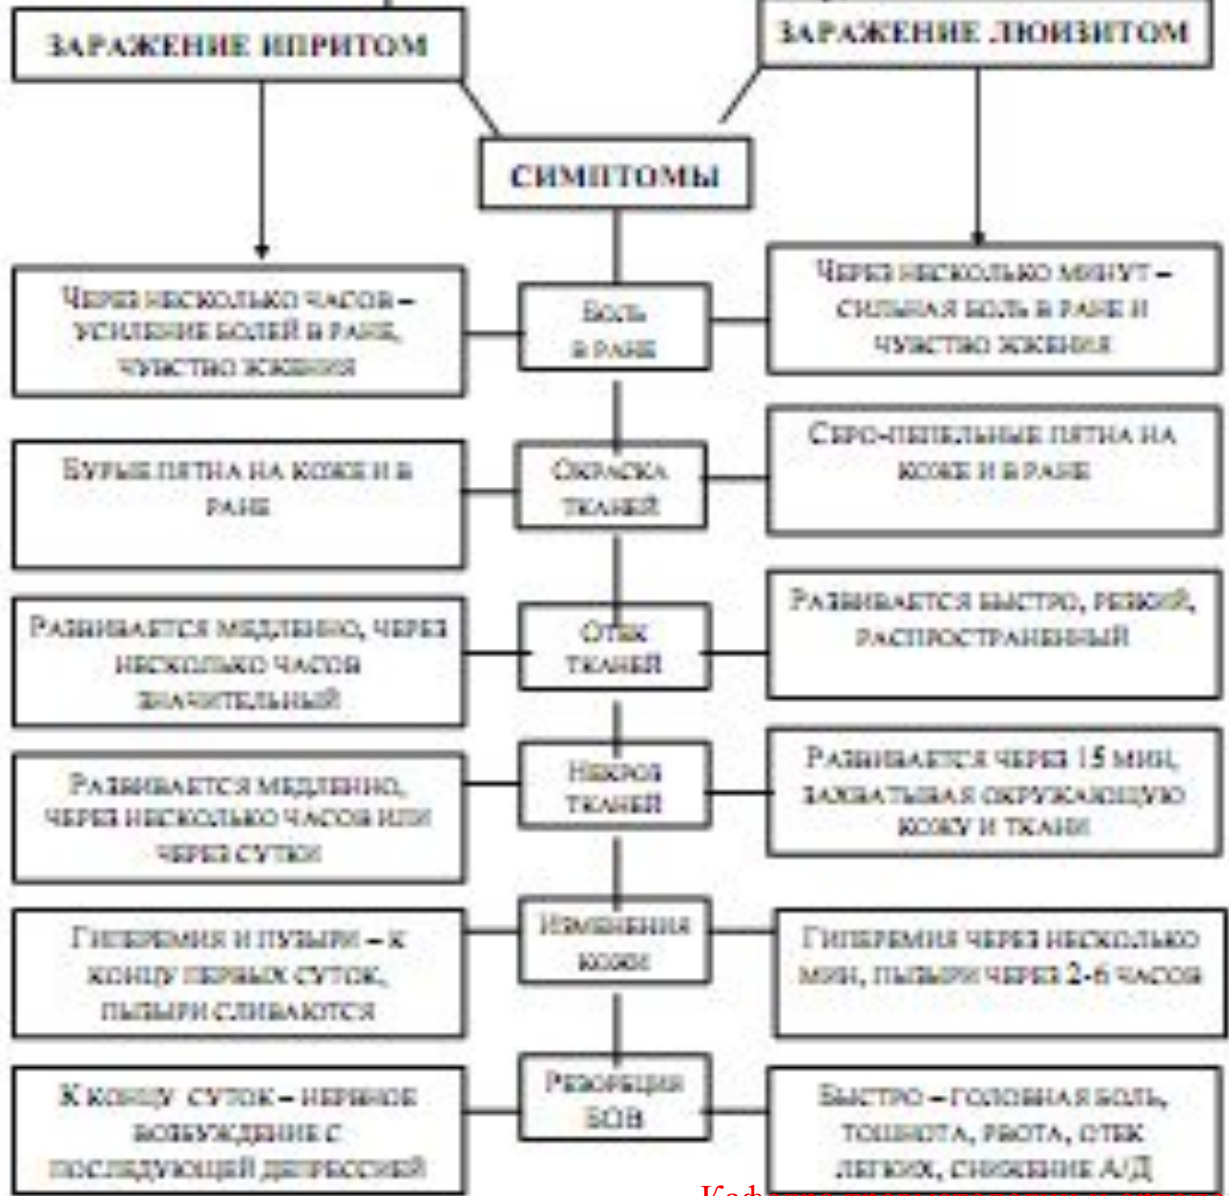 ЗАРАЖЕНИЕ ИПРИТОМ
ЗАРАЖЕНИЕ ЛЮИЗИТОМ
СИМПТОМЫ
ЧЕРЕЗ НЕСКОЛЬКО ЧАСОВ –
УСИЛЕНИЕ БОЛЕЙ В РАНЕ,
ЧУВСТВО ЖЖЕНИЯ
БОЛЬ
В РАНЕ
ЧЕРЕЗ НЕСКОЛЬКО МИНУТ –
СИЛЬНАЯ БОЛЬ В РАНЕ И
ЧУВСТВО ЖЖЕНИЯ
БУРЫЕ ПЯТНА НА КОЖЕ И В
РАНЕ
ОКРАСКА
ТКАНЕЙ
СЕРО-ПЕПЕЛЬНЫЕ ПЯТНА НА
КОЖЕ И В РАНЕ
РАЗВИВАЕТСЯ МЕДЛЕННО, ЧЕРЕЗ
НЕСКОЛЬКО ЧАСОВ
ЗНАЧИТЕЛЬНЫЙ
ОТЕК
ТКАНЕЙ
РАЗВИВАЕТСЯ БЫСТРО, РЕЗКИЙ,
РАСПРОСТРАНЕННЫЙ
РАЗВИВАЕТСЯ МЕДЛЕННО,
ЧЕРЕЗ НЕСКОЛЬКО ЧАСОВ ИЛИ
ЧЕРЕЗ СУТКИ
НЕКРОЗ
ТКАНЕЙ
РАЗВИВАЕТСЯ ЧЕРЕЗ 15 МИН,
ЗАХВАТЫВАЯ ОКРУЖАЮЩУЮ
КОЖУ И ТКАНИ
ГИПЕРЕМИЯ И ПУЗЫРИ – К
КОНЦУ ПЕРВЫХ СУТОК,
ПЫЗЫРИ СЛИВАЮТСЯ
ИЗМЕНЕНИЯ
КОЖИ
ГИПЕРЕМИЯ ЧЕРЕЗ НЕСКОЛЬКО
МИН, ПЫЗЫРИ ЧЕРЕЗ 2-6 ЧАСОВ
К КОНЦУ СУТОК – НЕРВНОЕ
ВОЗБУЖДЕНИЕ С
ПОСЛЕДУЮЩЕЙ ДЕПРЕССИЕЙ
РЕЗОРБЦИЯ
БОВ
БЫСТРО – ГОЛОВНАЯ БОЛЬ,
ТОШНОТА, РВОТА, ОТЕК
ЛЕГКИХ, СНИЖЕНИЕ А/Д